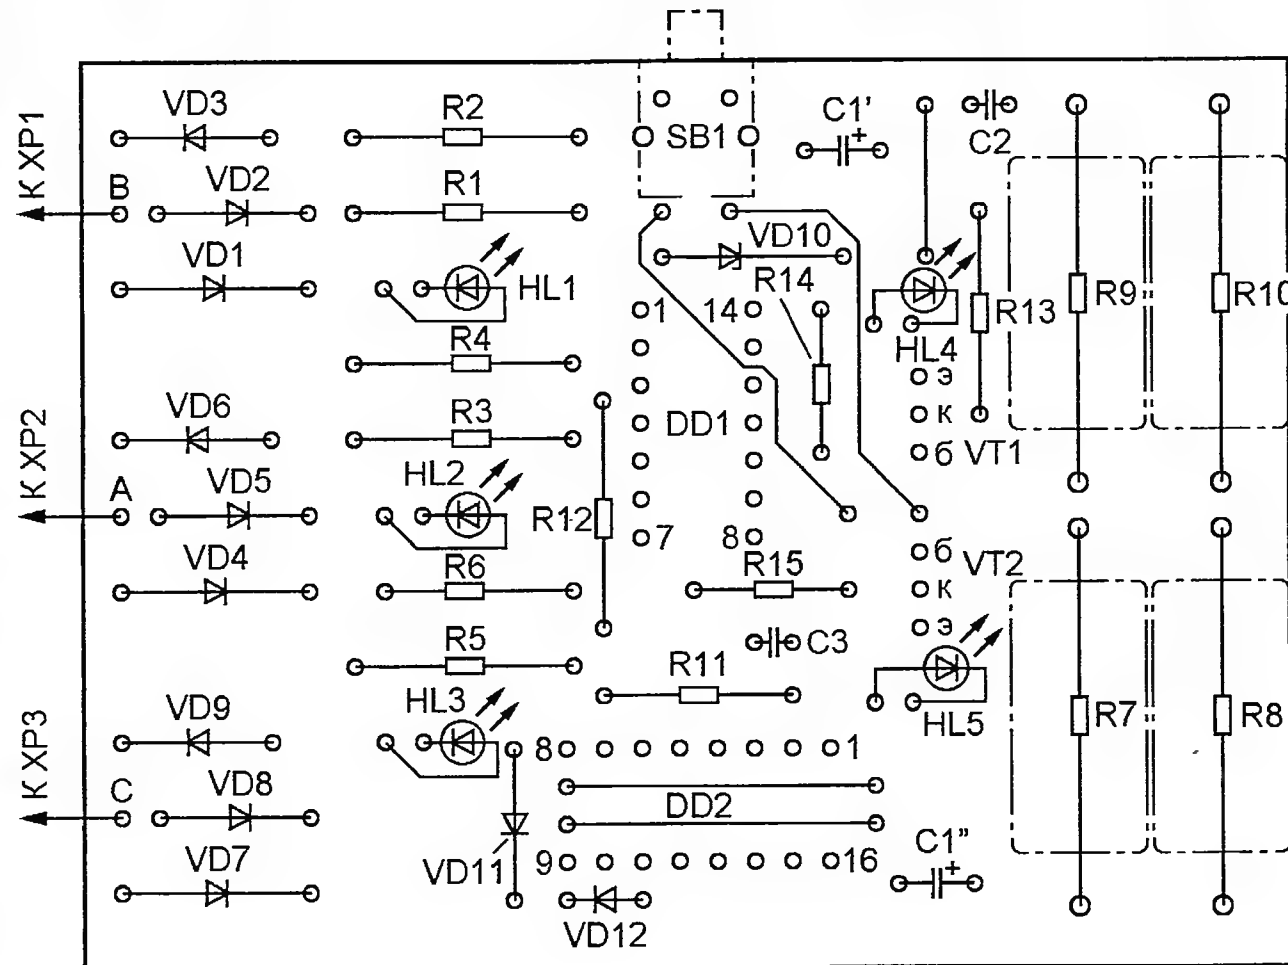 К XP1
VD3
R2
SB1
C1'
+
C2
B
VD2
R1
VD10
VD1
HL1
R14
1
14
HL4
R13
R9
R10
R4
э
к
б
VT1
К XP2
VD6
R3
DD1
A
VD5
HL2
R12
7
8
VD4
R6
R15
б
VT2
к
э
R5
C3
R11
HL5
R7
R8
К XP3
VD9
HL3
8
1
C
VD8
DD2
VD7
VD11
9
16
C1"
+
VD12